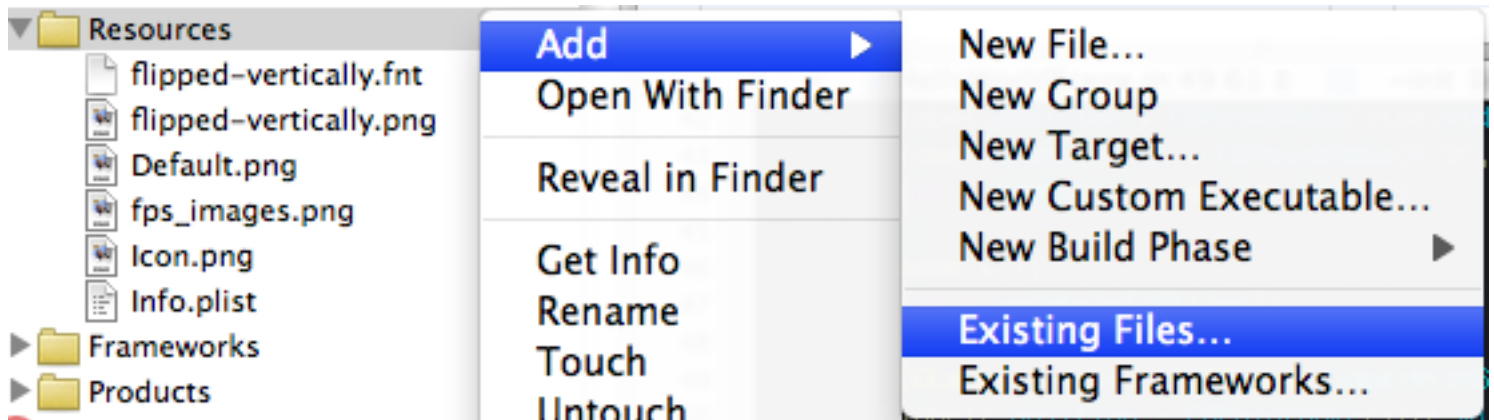 Resources
flipped-vertically.fnt
flipped-vertically.png
Default.png
fps_images.png
Icon.png
Info.plist
Frameworks
Products
Add
Open With Finder
Reveal in Finder
Get Info
Rename
Touch
Untouch
New File...
New Group
New Target...
New Custom Executable...
New Build Phase
Existing Files...
Existing Frameworks...